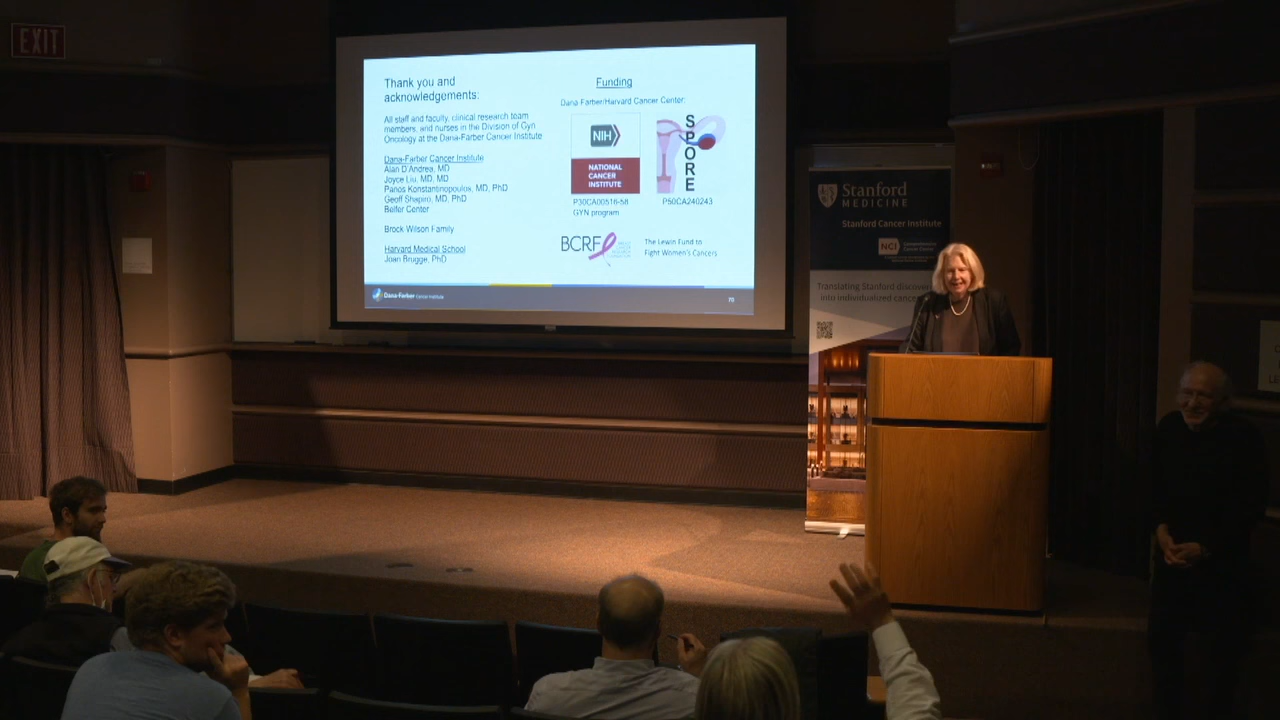 EXIT
Thank you and
acknowledgements:
All staff and faculty, clinical research team
members, and nurses in the Division of Gyn
Oncology at the Dana-Farber Cancer Institute
Dana-Farber Cancer Institute
Alan D'Andrea, MD
Joyce Liu, MD, MD
Panos Konstantinopoulos, MD, PhD
Geoff Shapiro, MD, PhD
Belfer Center
Brock Wilson Family
Harvard Medical School
Joan Brugge, PhD
Funding
Dana Farber/Harvard Cancer Center:
NIH
NATIONAL
CANCER
INSTITUTE
P30CA00516-58
GYN program
SPORE
P50CA240243
BCRF
The Lewin Fund to
Fight Women's Cancers
Dana-Farber Cancer Institute
70
Stanford
MEDICINE
Stanford Cancer Institute
NCI
Translating Stanford
into individualized